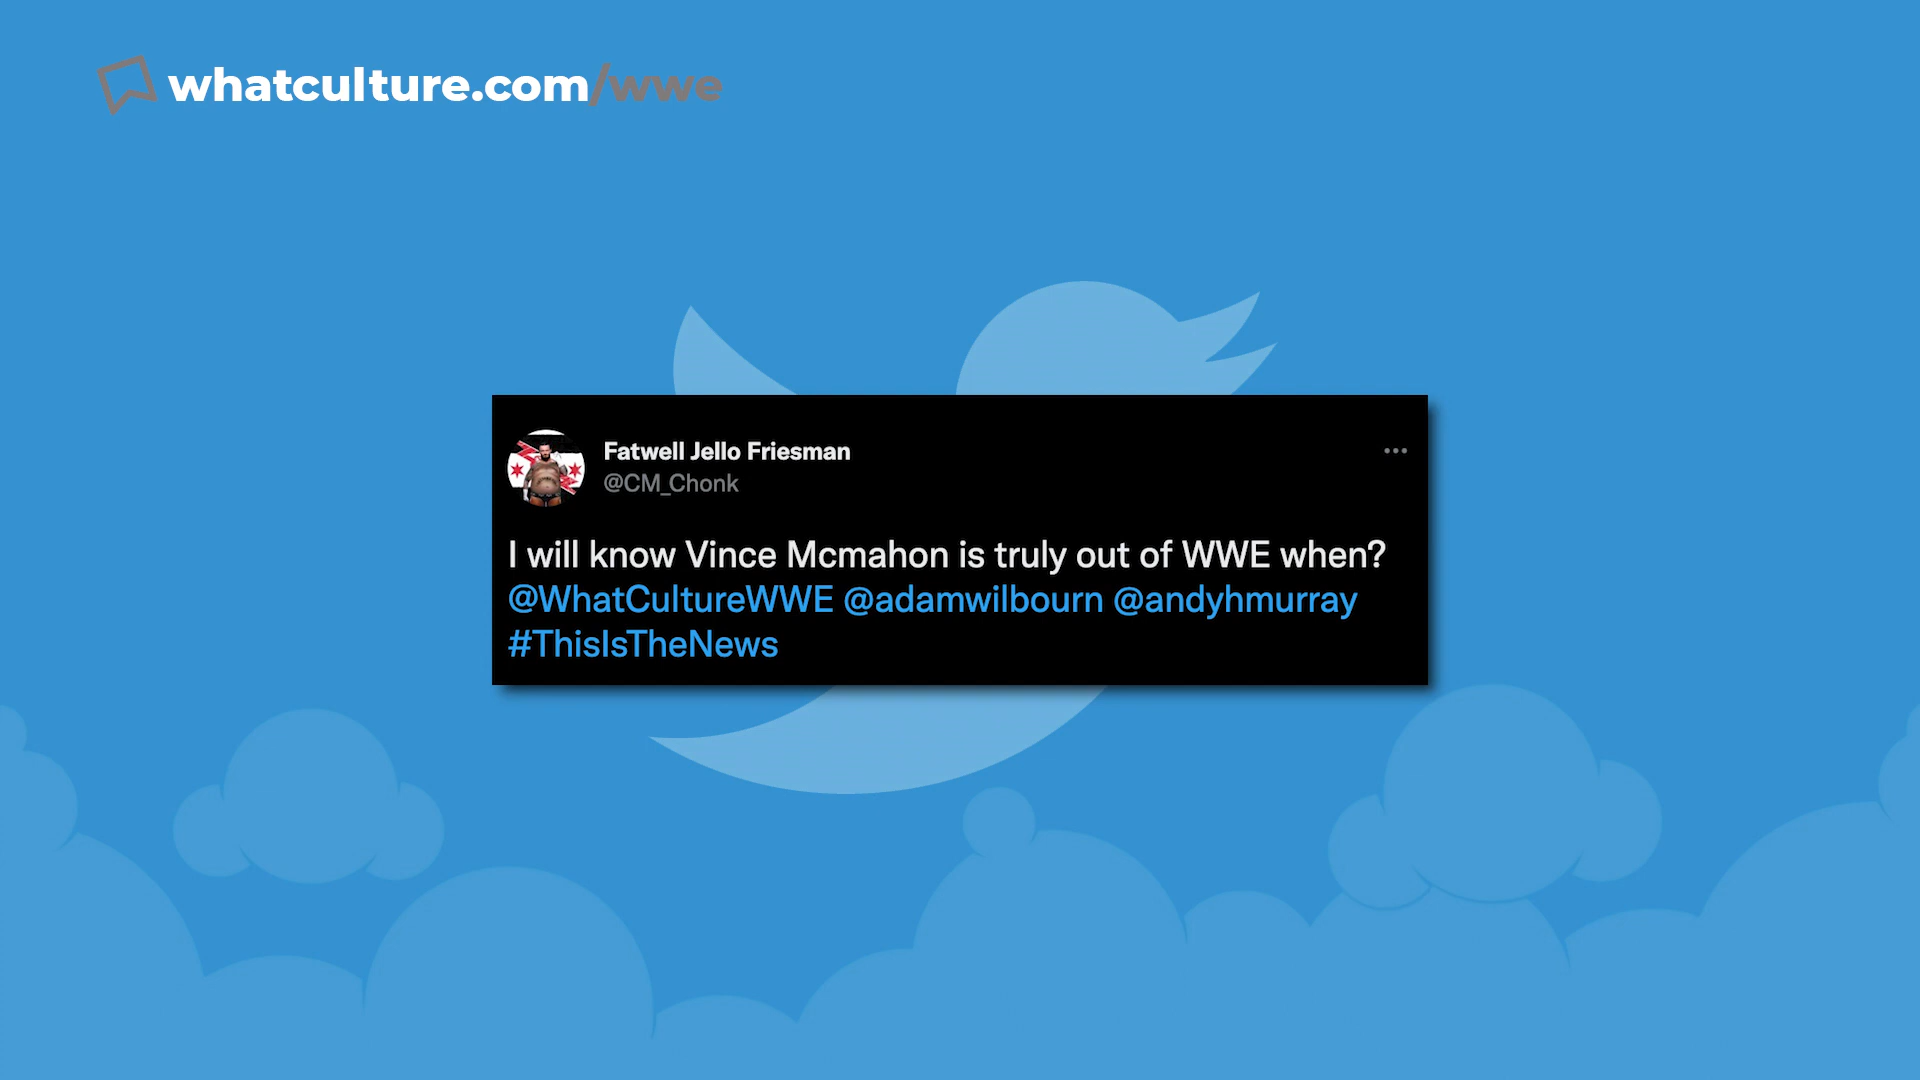 whatculture.com/wwe
Fatwell Jello Friesman
@CM_Chonk
I will know Vince Mcmahon is truly out of WWE when?
@WhatCultureWWE @adamwilbourn @andyhmurray
#ThisIsTheNews